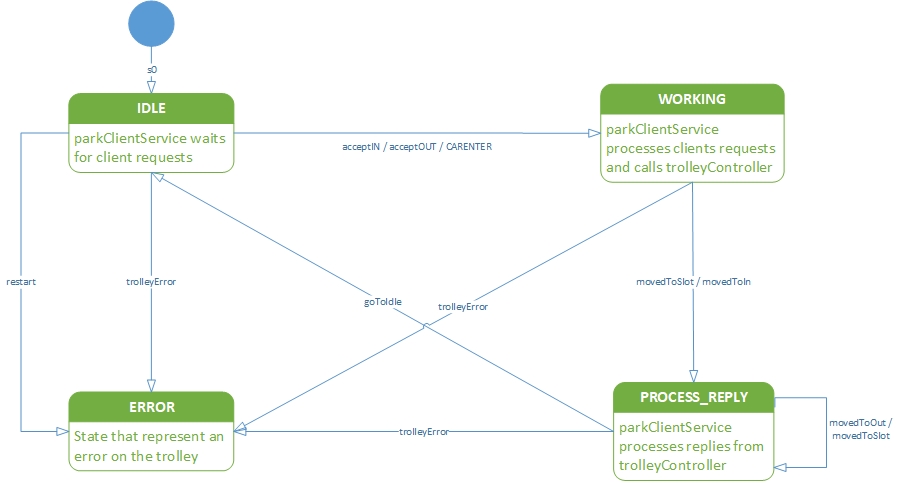 s0
IDLE
parkClientService waits
for client requests
WORKING
parkClientService
processes clients requests
and calls trolleyController
acceptIN / acceptOUT / CARENTER
restart
trolleyError
goToIdle
trolleyError
movedToSlot / movedToIn
ERROR
State that represent an
error on the trolley
trolleyError
PROCESS_REPLY
parkClientService
processes replies from
trolleyController
movedToOut /
movedToSlot